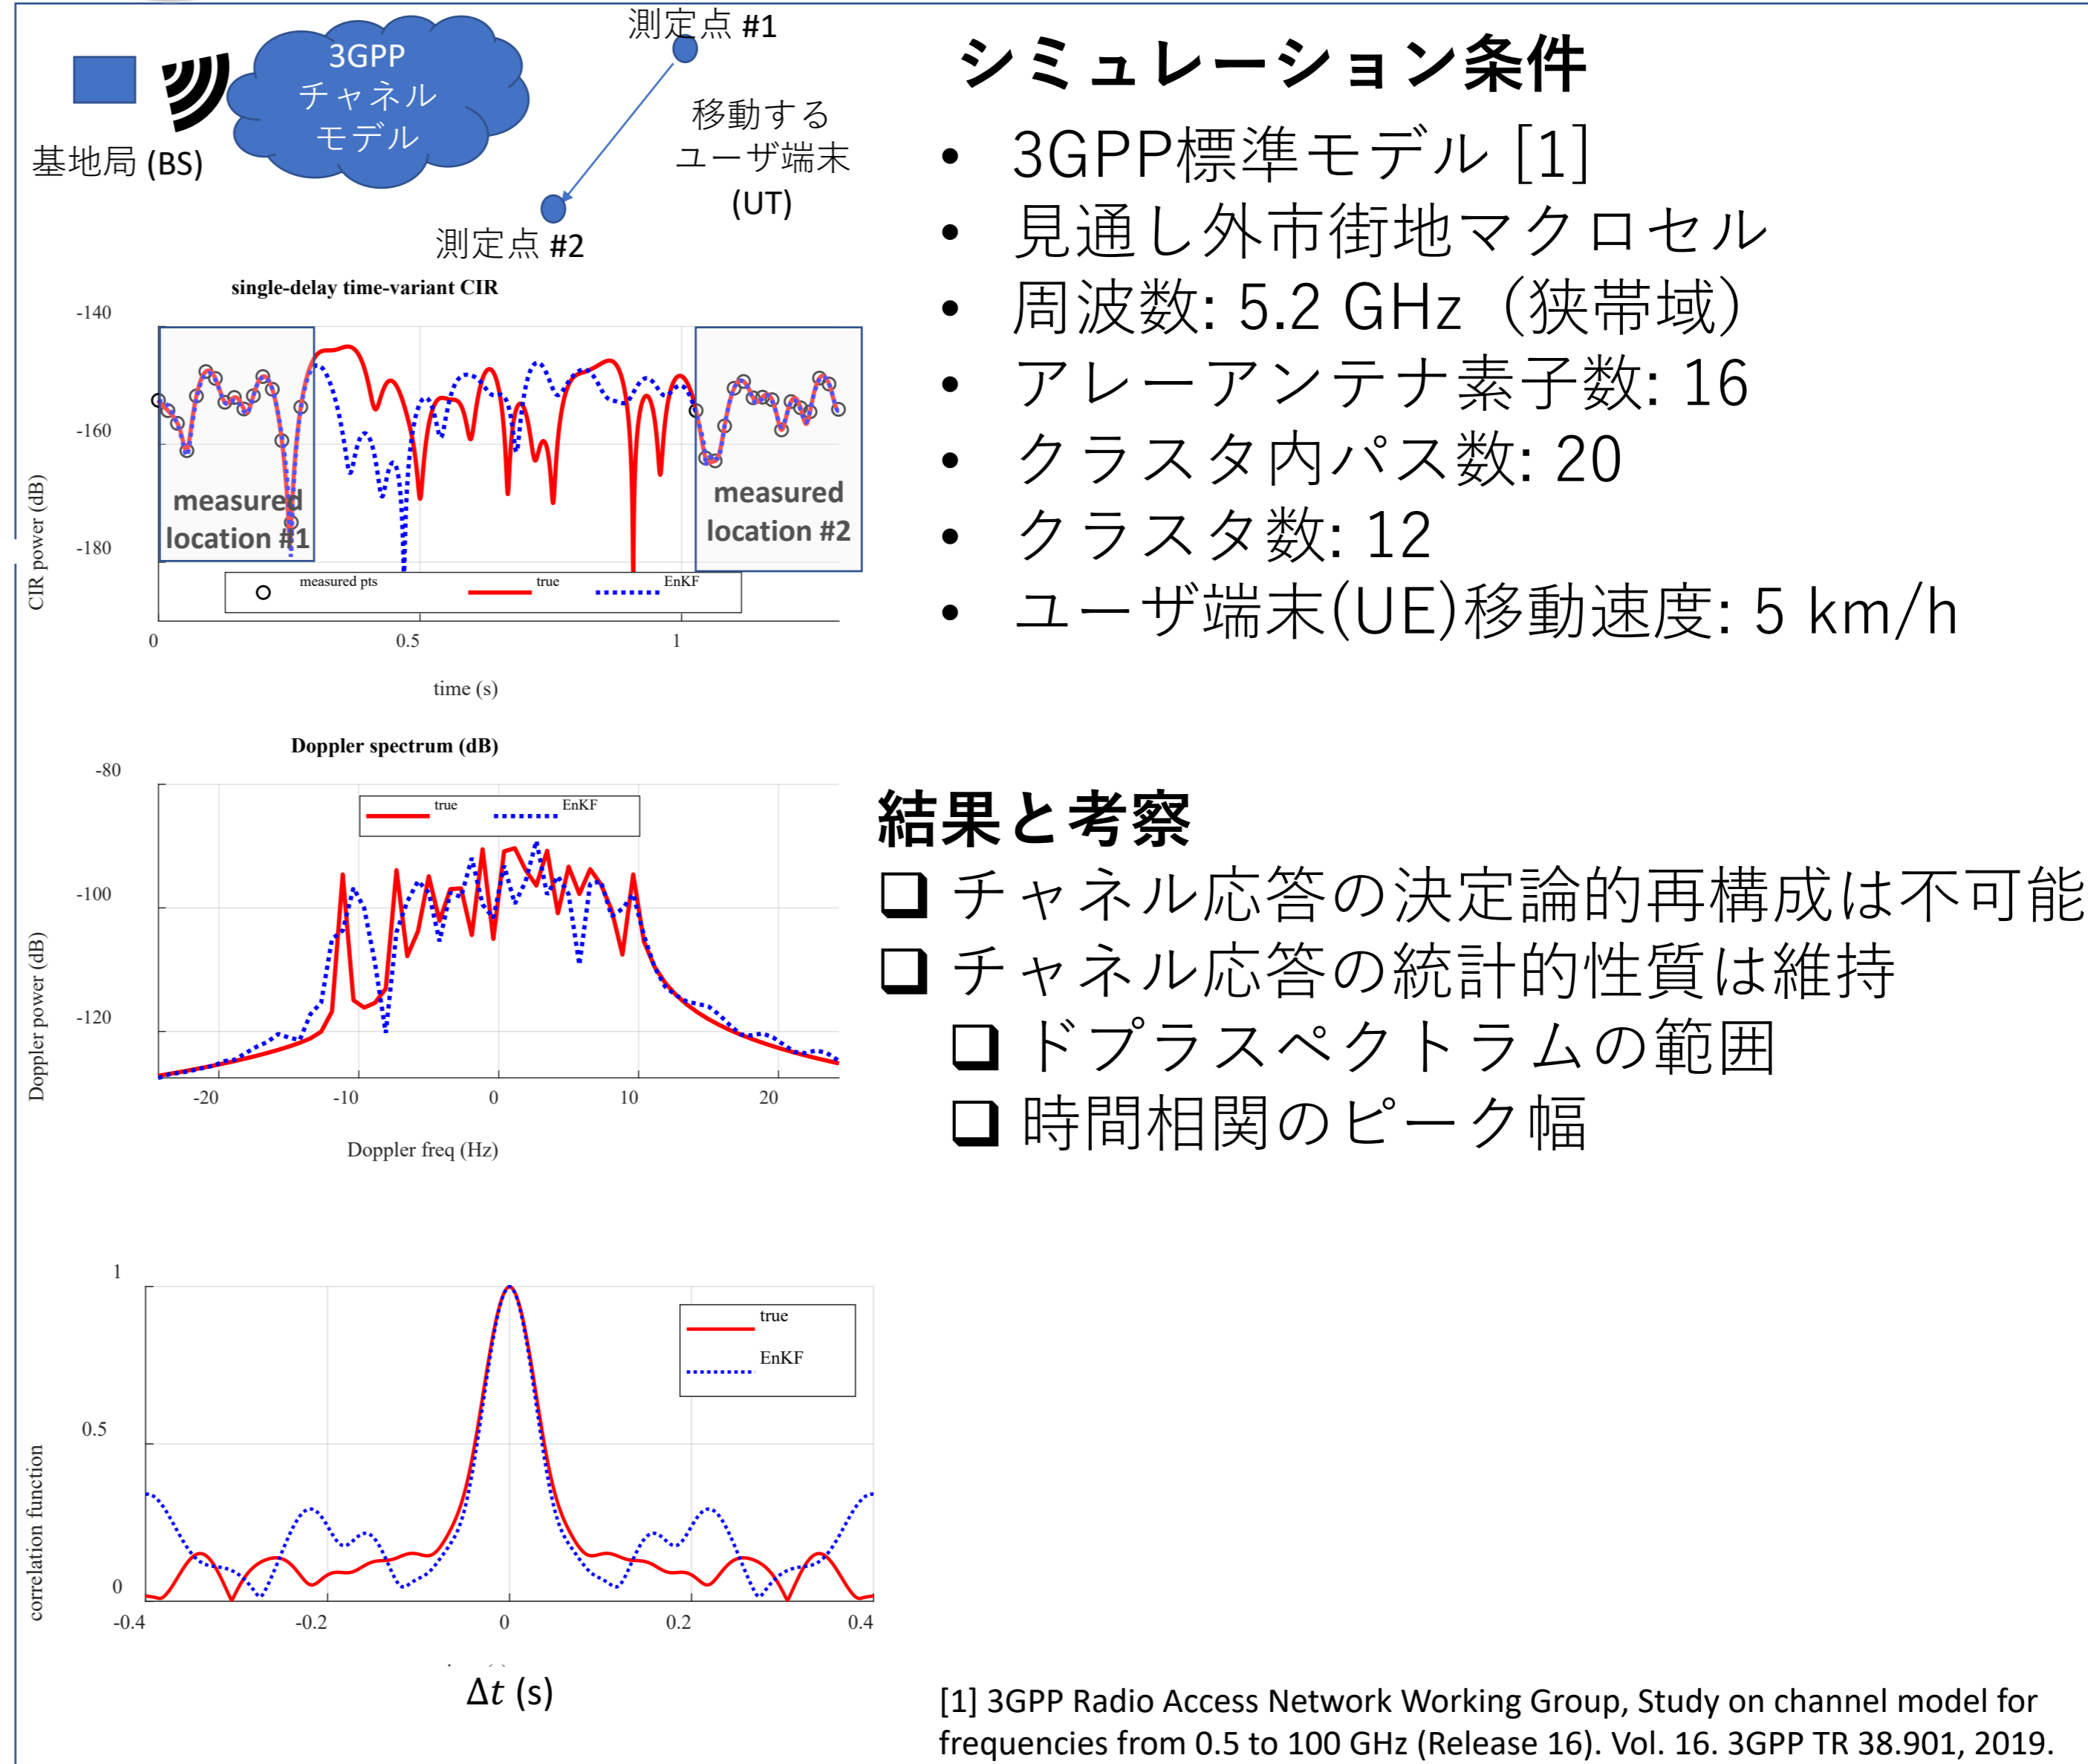 測定点 #1
3GPP
チャネル
モデル
移動する
ユーザ端末
(UT)
基地局 (BS)
測定点 #2
single-delay time-variant CIR
-140
-160
-180
CIR power (dB)
measured
location #1
measured
location #2
measured pts
true
EnKF
0
0.5
1
time (s)
Doppler spectrum (dB)
-80
-100
-120
Doppler power (dB)
true
EnKF
-20
-10
0
10
20
Doppler freq (Hz)
1
0.5
0
correlation function
true
EnKF
-0.4
-0.2
0
0.2
0.4
Δt (s)
シミュレーション条件
• 3GPP標準モデル [1]
• 見通し外市街地マクロセル
• 周波数: 5.2 GHz（狭帯域）
• アレーアンテナ素子数: 16
• クラスタ内パス数: 20
• クラスタ数: 12
• ユーザ端末(UE)移動速度: 5 km/h
結果と考察
❑ チャネル応答の決定論的再構成は不可能
❑ チャネル応答の統計的性質は維持
❑ ドプラスペクトラムの範囲
❑ 時間相関のピーク幅
[1] 3GPP Radio Access Network Working Group, Study on channel model for
frequencies from 0.5 to 100 GHz (Release 16). Vol. 16. 3GPP TR 38.901, 2019.